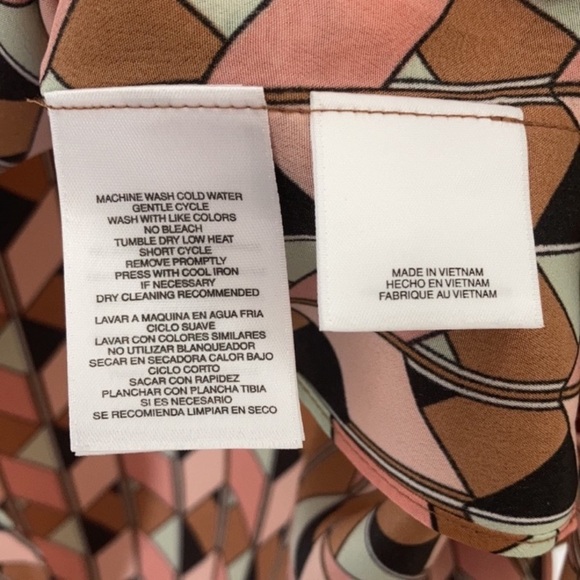 MACHINE WASH COLD WATER
GENTLE CYCLE
WASH WITH LIKE COLORS
NO BLEACH
TUMBLE DRY LOW HEAT
SHORT CYCLE
REMOVE PROMPTLY
PRESS WITH COOL IRON
IF NECESSARY
DRY CLEANING RECOMMENDED
LAVAR A MAQUINA EN AGUA FRIA
CICLO SUAVE
LAVAR CON COLORES SIMILARES
NO UTILIZAR BLANQUEADOR
SECAR EN SECADORA CALOR BAJO
CICLO CORTO
SACAR CON RAPIDEZ
PLANCHAR CON PLANCHA TIBIA
SI ES NECESARIO
SE RECOMIENDA LIMPIAR EN SECO
MADE IN VIETNAM
HECHO EN VIETNAM
FABRIQUE AU VIETNAM